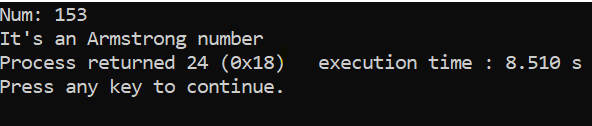 Num: 153
It's an Armstrong number
Process returned 24 (0x18)   execution time : 8.510 s
Press any key to continue.